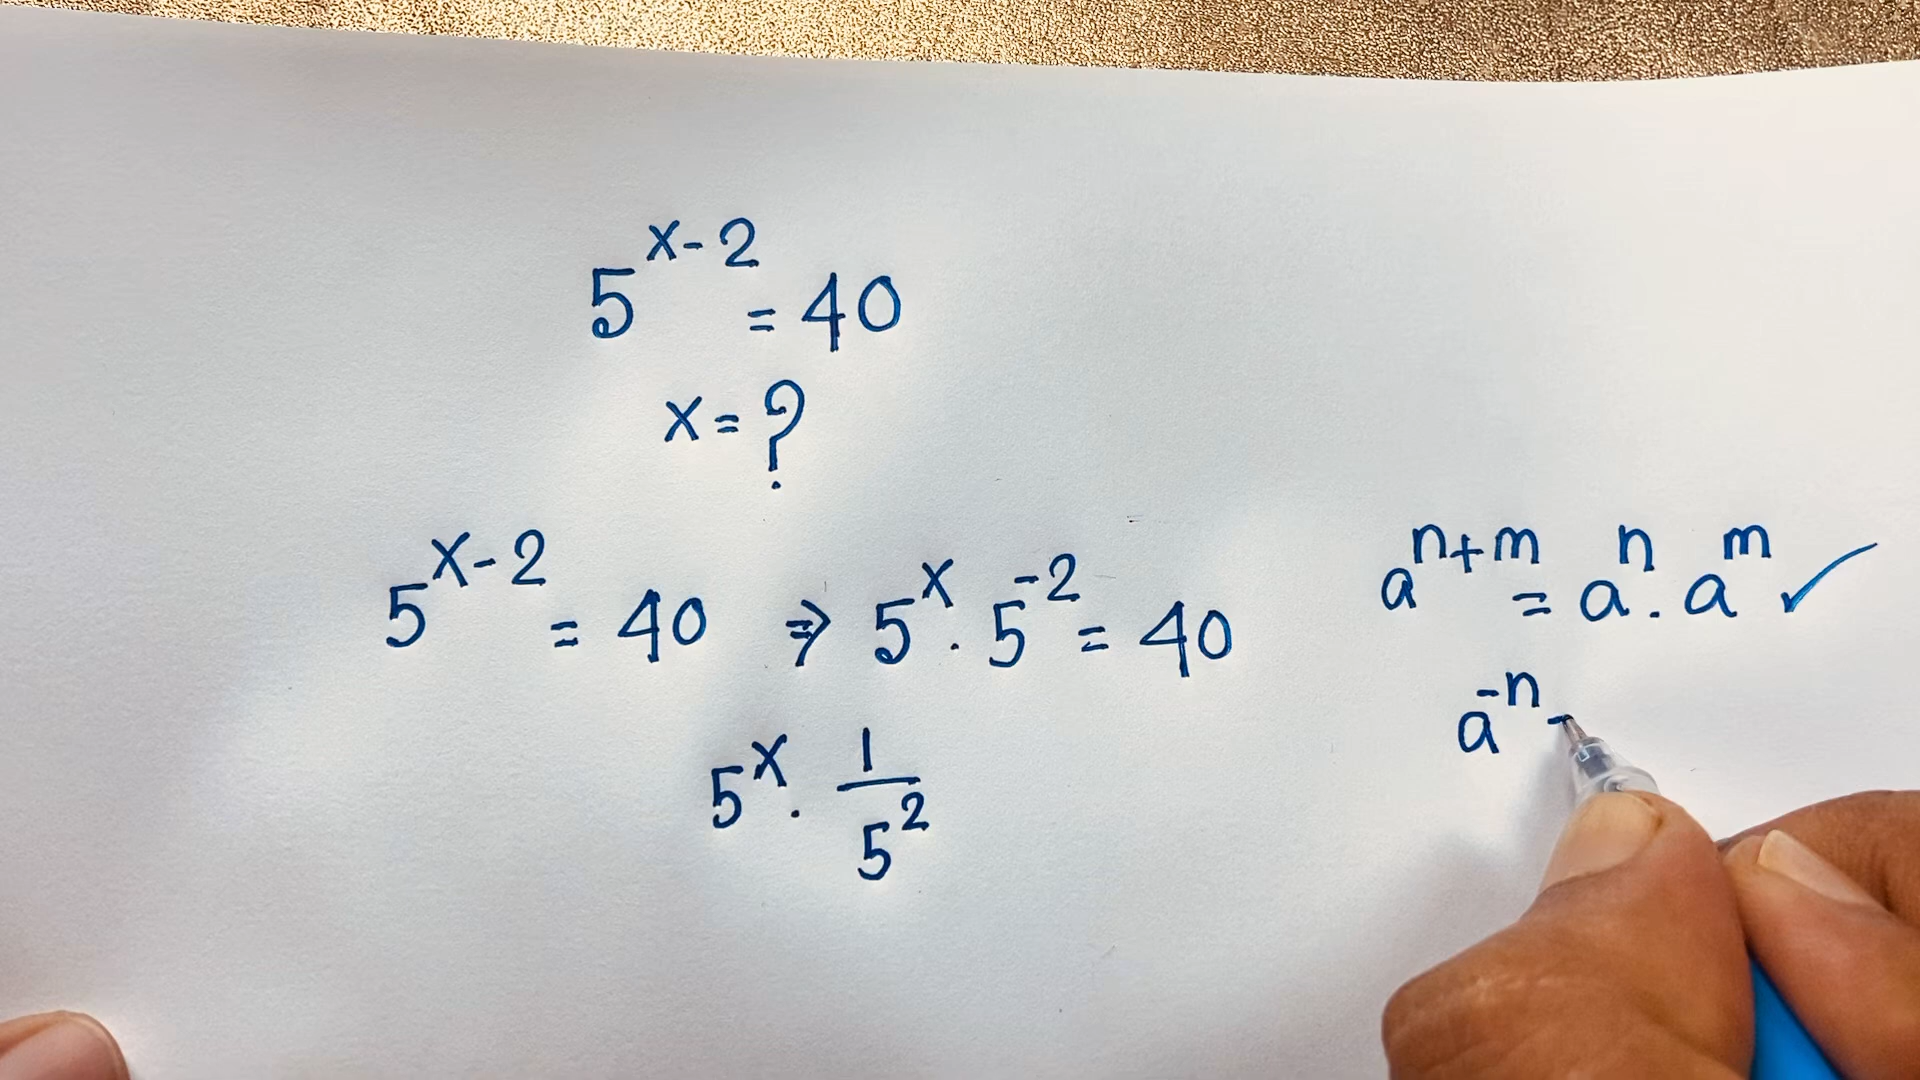 5^{x-2} = 40
x = ?
5^{x-2} = 40 ⇒ 5^x . 5^{-2} = 40
a^{n+m} = a^n . a^m ✓
5^x . 1/5^2
a^{-n} -